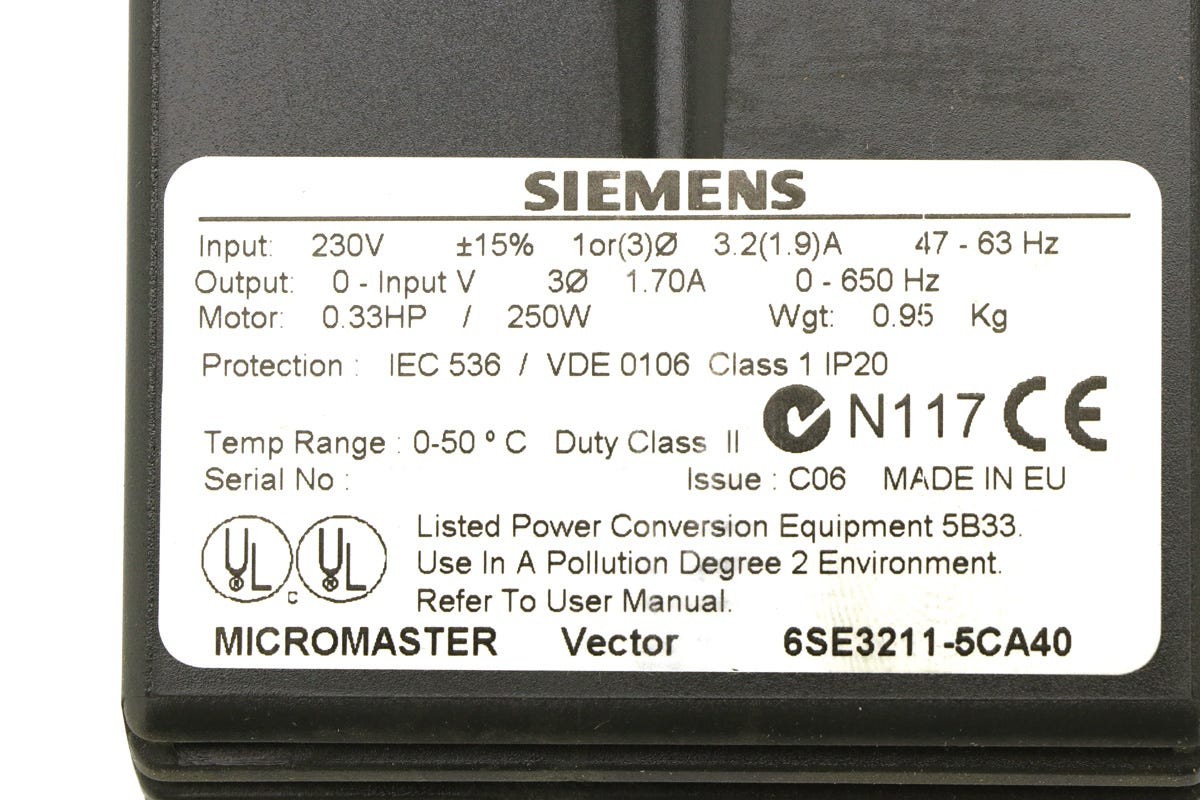 SIEMENS
Input: 230V ±15% 1or(3)Ø 3.2(1.9)A 47 - 63 Hz
Output: 0 - Input V 3Ø 1.70A 0 - 650 Hz
Motor: 0.33HP / 250W Wgt: 0.95 Kg
Protection : IEC 536 / VDE 0106 Class 1 IP20
N117 CE
Temp Range : 0-50 º C Duty Class II
Serial No : Issue : C06 MADE IN EU
UL ® c UL ®
Listed Power Conversion Equipment 5B33.
Use In A Pollution Degree 2 Environment.
Refer To User Manual.
MICROMASTER Vector 6SE3211-5CA40